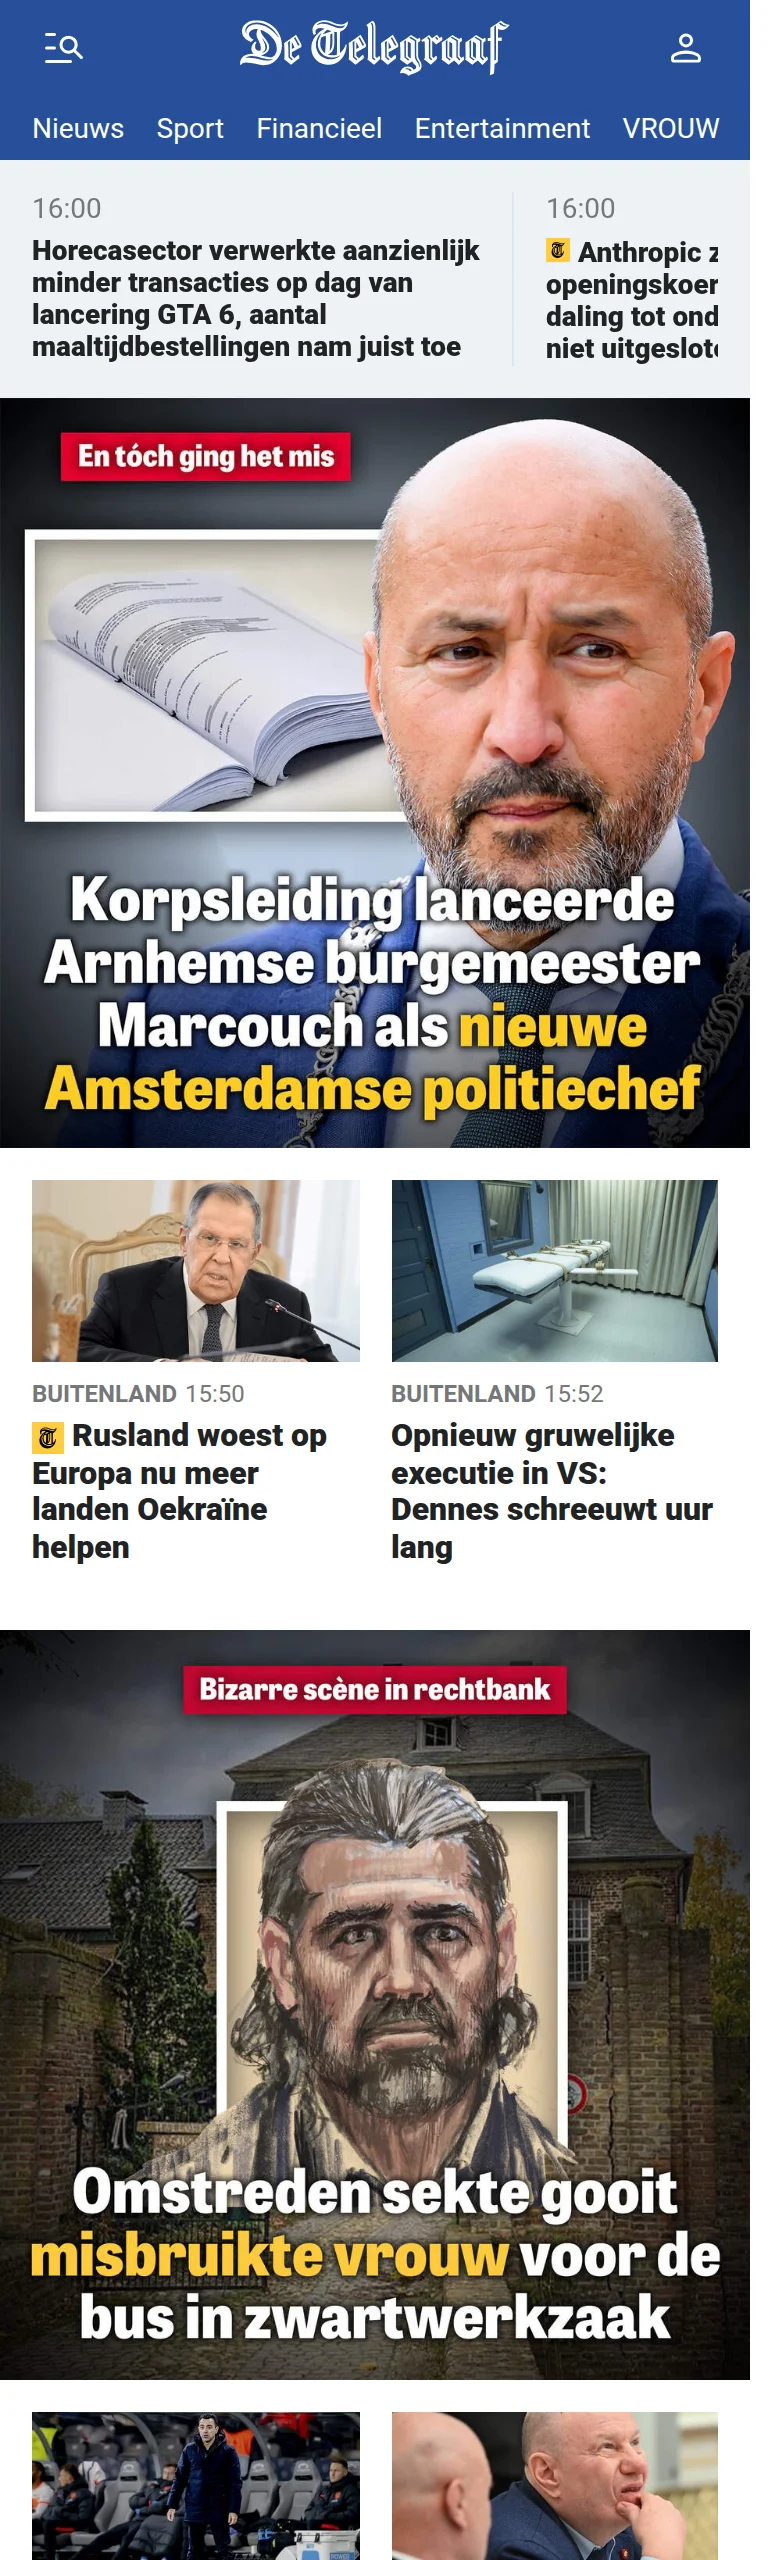 De Telegraaf
Nieuws Sport Financieel Entertainment VROUW
16:00
Horecasector verwerkte aanzienlijk
minder transacties op dag van
lancering GTA 6, aantal
maaltijdbestellingen nam juist toe
16:00
Anthropic z
openingskoer
daling tot ond
niet uitgeslot
En tóch ging het mis
Korpsleiding lanceerde
Arnhemse burgemeester
Marcouch als nieuwe
Amsterdamse politiechef
BUITENLAND 15:50
Rusland woest op
Europa nu meer
landen Oekraïne
helpen
BUITENLAND 15:52
Opnieuw gruwelijke
executie in VS:
Dennes schreeuwt uur
lang
Bizarre scène in rechtbank
Omstreden sekte gooit
misbruikte vrouw voor de
bus in zwartwerkzaak